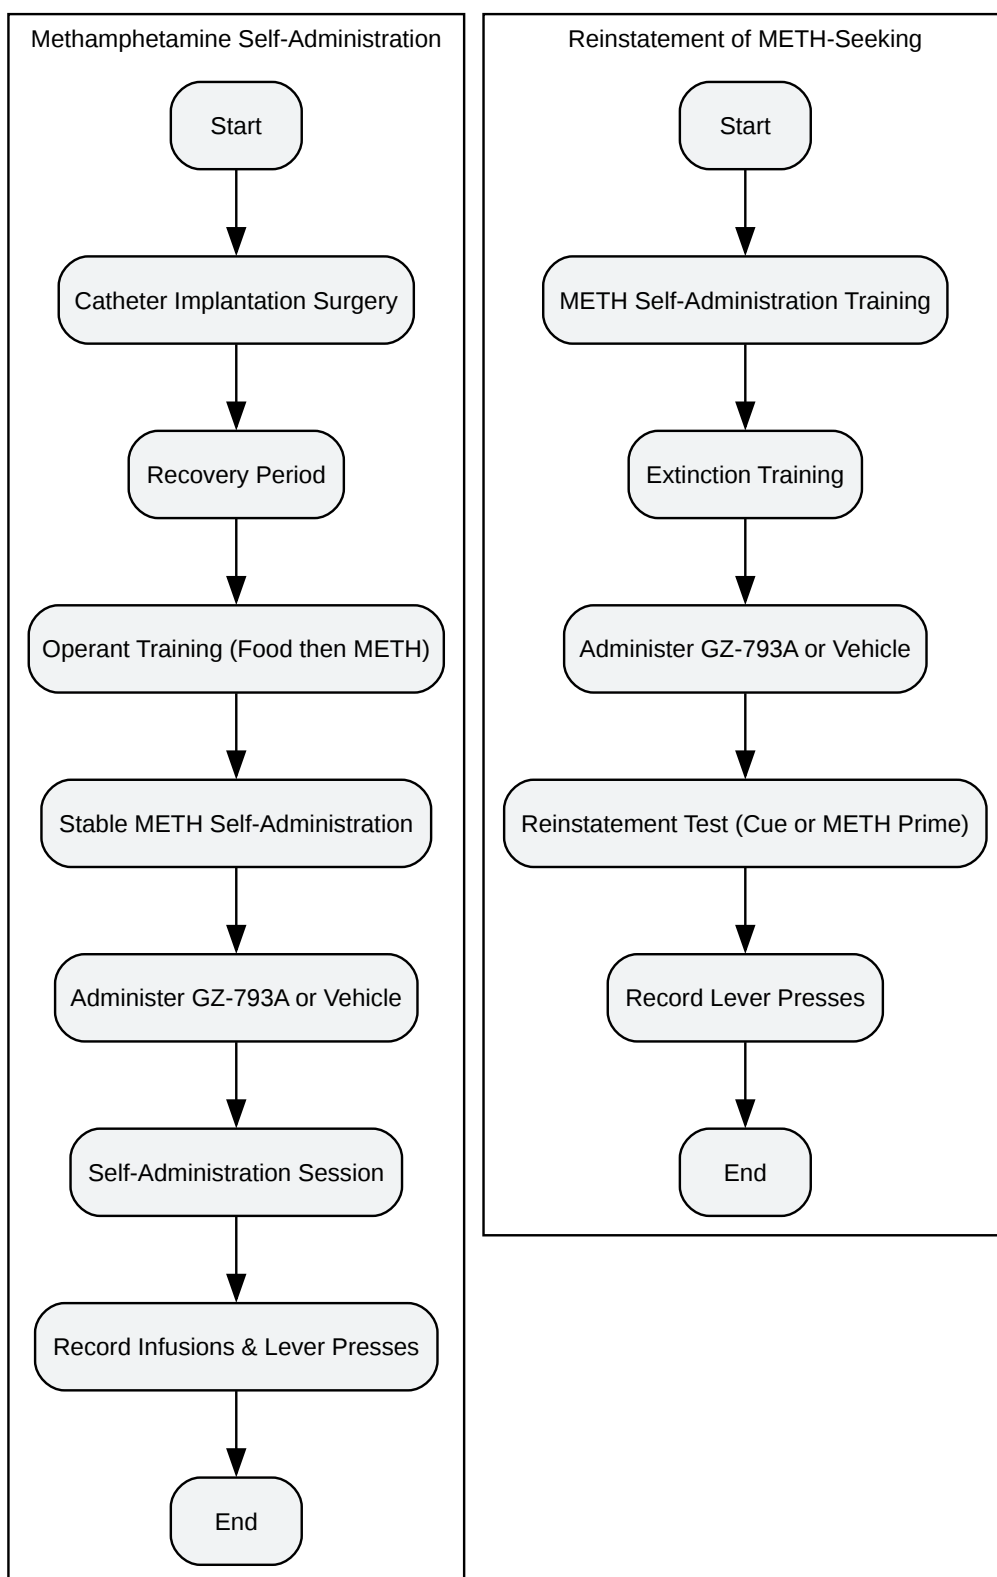 Methamphetamine Self-Administration
Start
Catheter Implantation Surgery
Recovery Period
Operant Training (Food then METH)
Stable METH Self-Administration
Administer GZ-793A or Vehicle
Self-Administration Session
Record Infusions & Lever Presses
End
Reinstatement of METH-Seeking
Start
METH Self-Administration Training
Extinction Training
Administer GZ-793A or Vehicle
Reinstatement Test (Cue or METH Prime)
Record Lever Presses
End